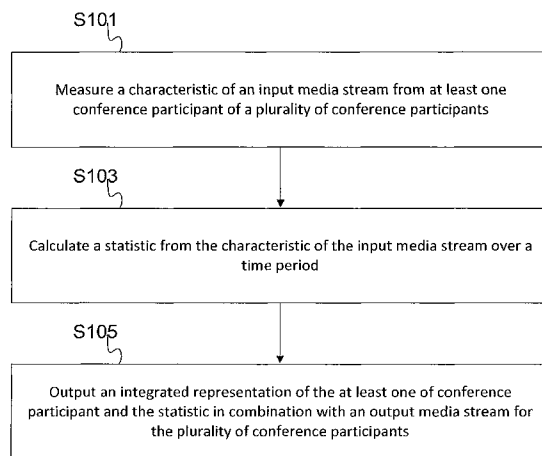 S101
Measure a characteristic of an input media stream from at least one
conference participant of a plurality of conference participants
S103
Calculate a statistic from the characteristic of the input media stream over a
time period
S105
Output an integrated representation of the at least one of conference
participant and the statistic in combination with an output media stream for
the plurality of conference participants